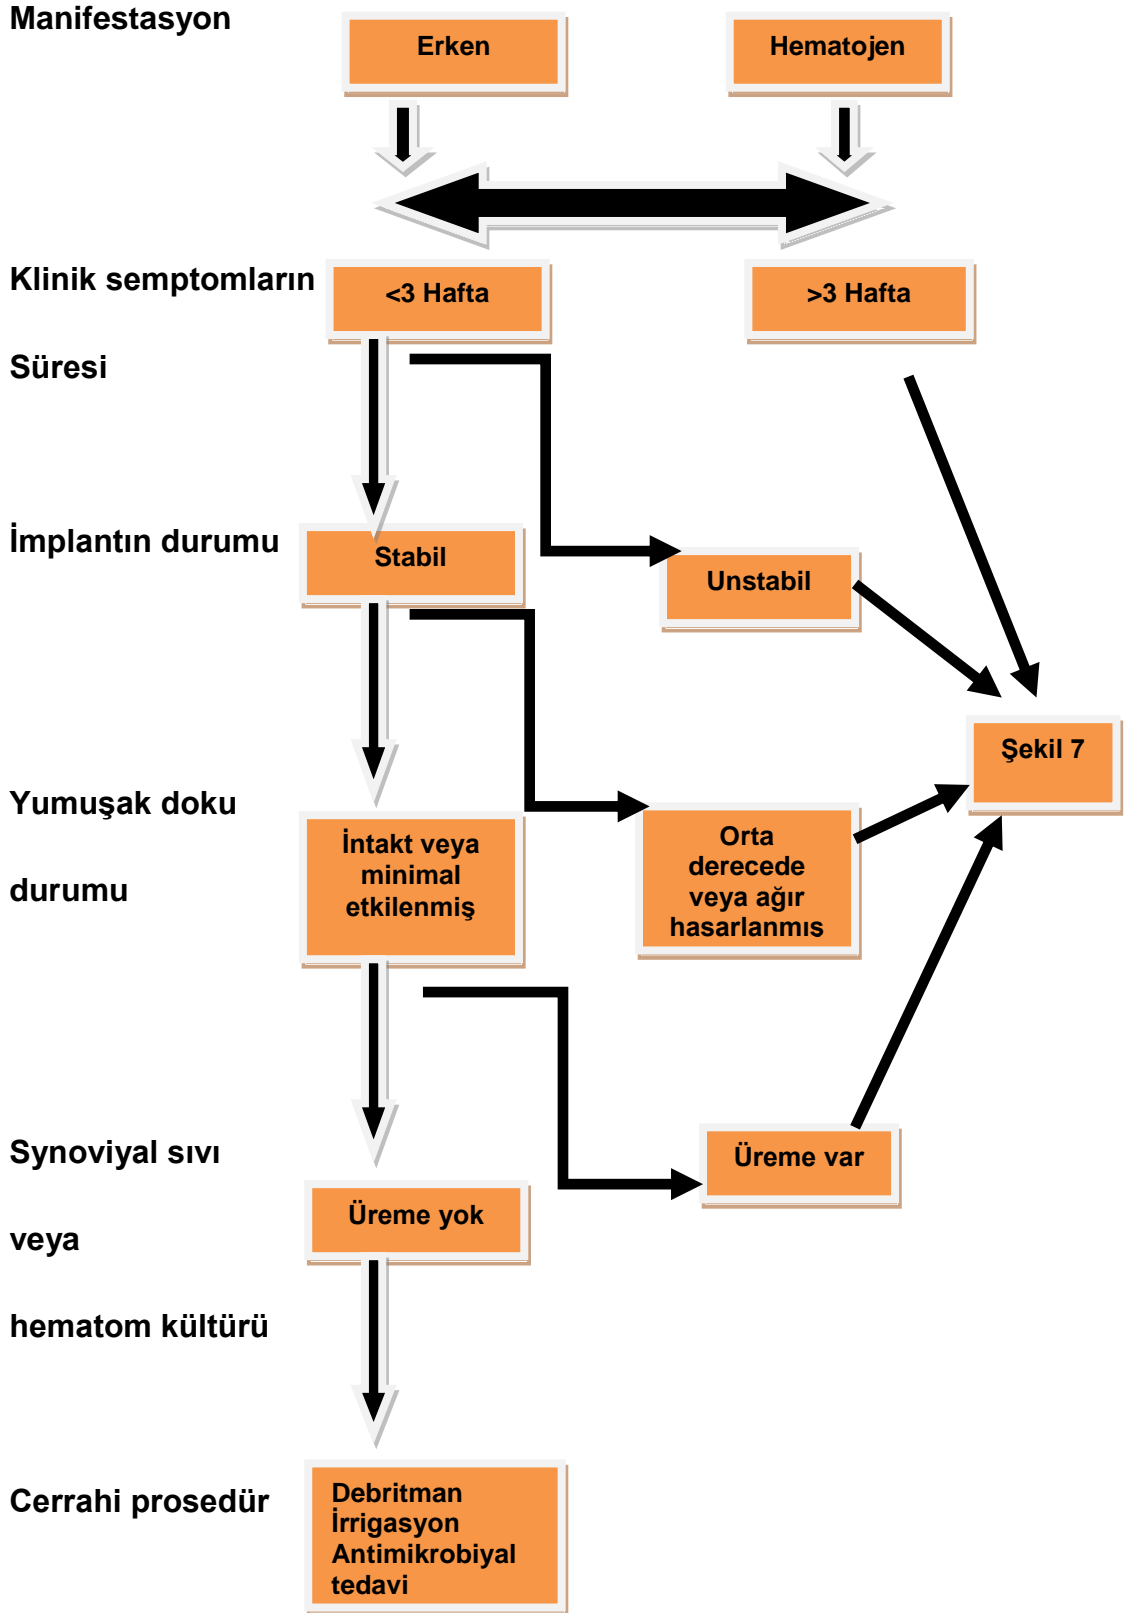 Manifestasyon
Erken
Hematojen
Klinik semptomların
<3 Hafta
>3 Hafta
Süresi
İmplantın durumu
Stabil
Unstabil
Şekil 7
Yumuşak doku
durumu
İntakt veya
minimal
etkilenmiş
Orta
derecede
veya ağır
hasarlanmıs
Synoviyal sıvı
veya
hematom kültürü
Üreme yok
Üreme var
Cerrahi prosedür
Debritman
İrrigasyon
Antimikrobiyal
tedavi